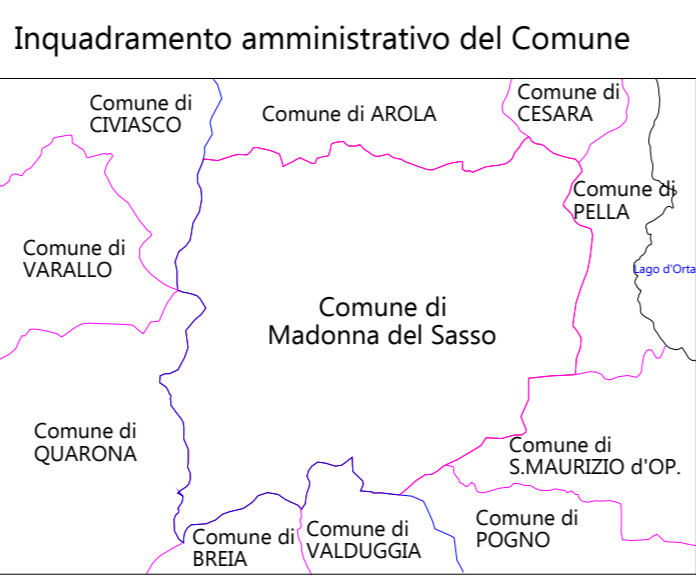 Inquadramento amministrativo del Comune
Comune di
CIVIASCO
Comune di AROLA
Comune di
CESARA
Comune di
PELLA
Comune di
VARALLO
Lago d'Orta
Comune di
Madonna del Sasso
Comune di
QUARONA
Comune di
S.MAURIZIO d'OP.
Comune di
BREIA
Comune di
VALDUGGIA
Comune di
POGNO